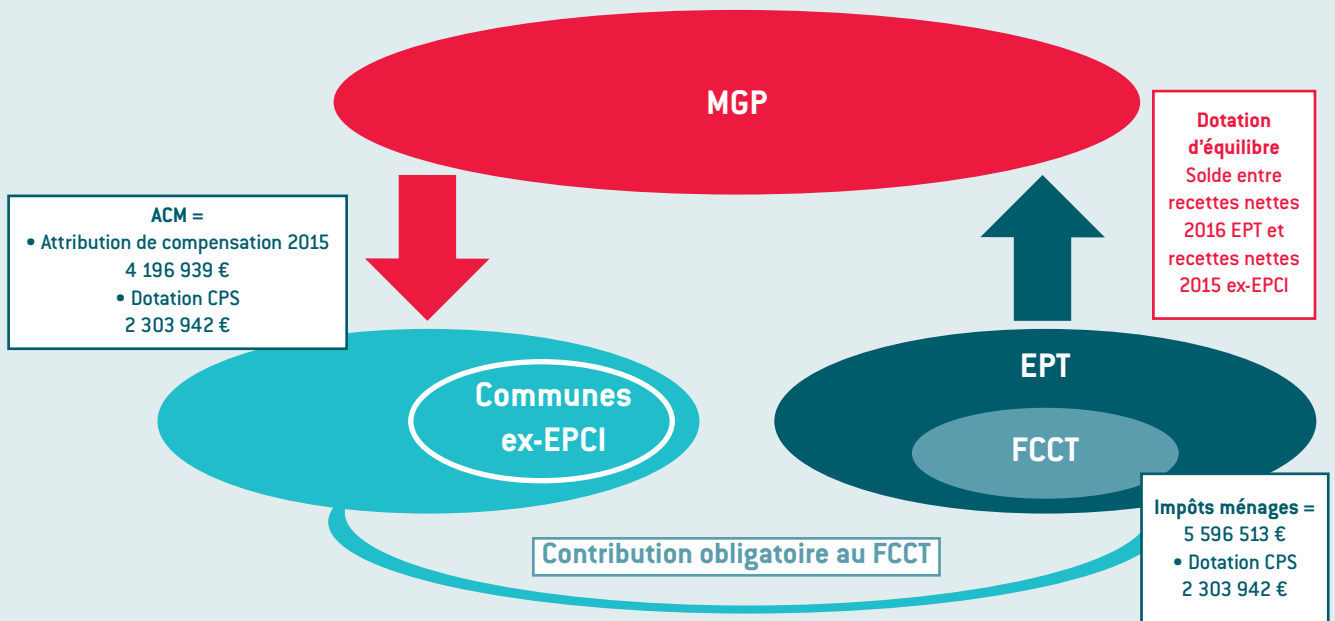 MGP
Dotation
d'équilibre
Solde entre
recettes nettes
2016 EPT et
recettes nettes
2015 ex-EPCI
ACM =
• Attribution de compensation 2015
4 196 939 €
• Dotation CPS
2 303 942 €
Communes
ex-EPCI
EPT
FCCT
Contribution obligatoire au FCCT
Impôts ménages =
5 596 513 €
• Dotation CPS
2 303 942 €